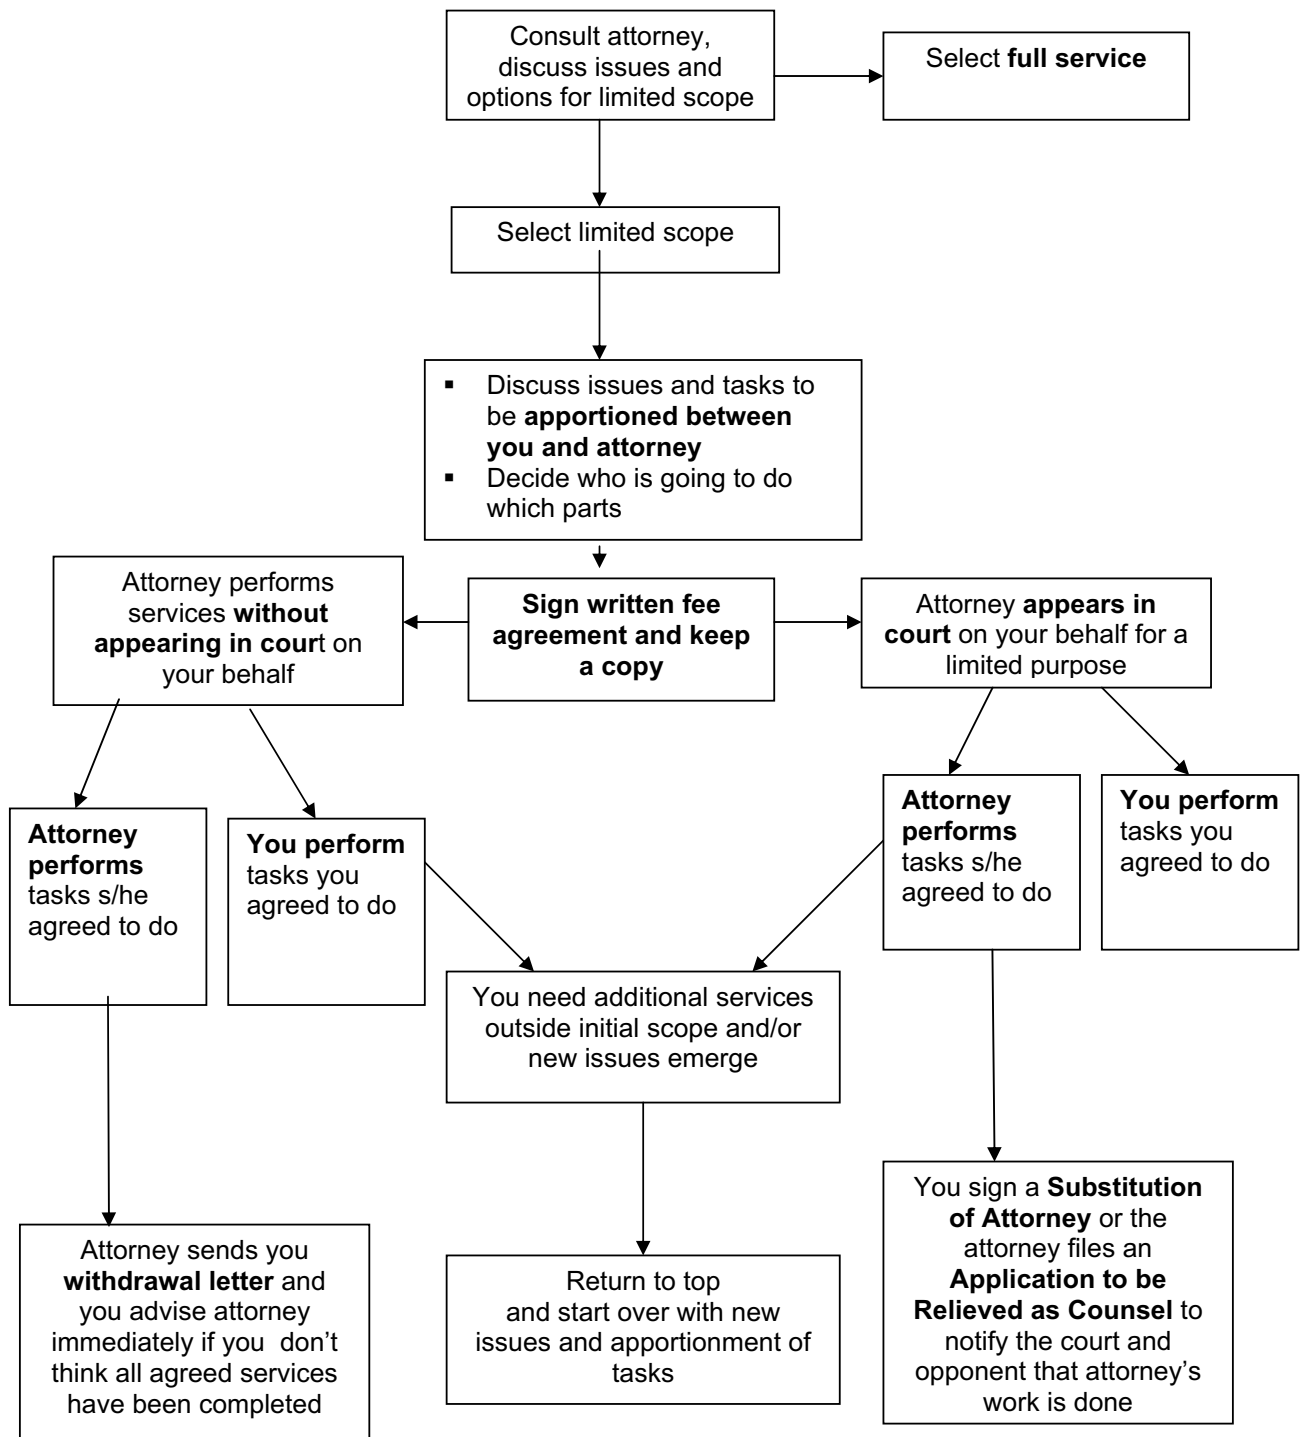 Consult attorney,
discuss issues and
options for limited scope
Select full service
Select limited scope
▪ Discuss issues and tasks to
be apportioned between
you and attorney
▪ Decide who is going to do
which parts
Attorney performs
services without
appearing in court on
your behalf
Sign written fee
agreement and keep
a copy
Attorney appears in
court on your behalf for a
limited purpose
Attorney
performs
tasks s/he
agreed to do
You perform
tasks you
agreed to do
Attorney
performs
tasks s/he
agreed to do
You perform
tasks you
agreed to do
You need additional services
outside initial scope and/or
new issues emerge
Attorney sends you
withdrawal letter and
you advise attorney
immediately if you don't
think all agreed services
have been completed
Return to top
and start over with new
issues and apportionment of
tasks
You sign a Substitution
of Attorney or the
attorney files an
Application to be
Relieved as Counsel to
notify the court and
opponent that attorney's
work is done